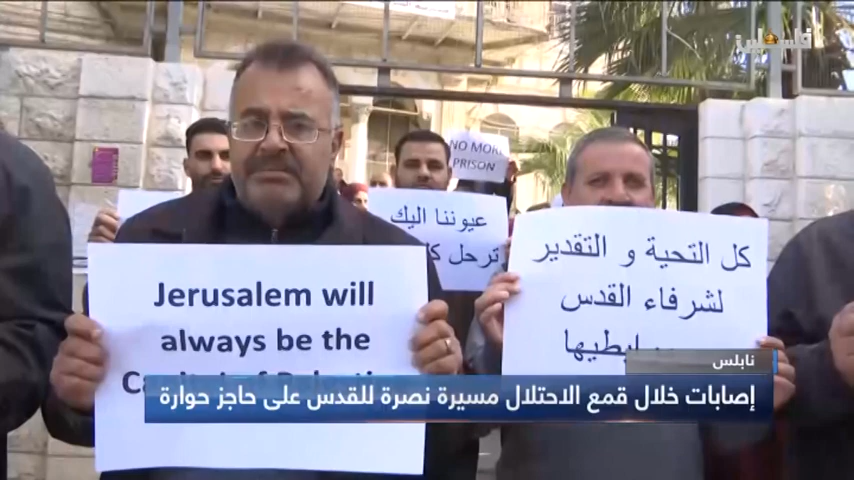 فلسطين
NO MORE
PRISON
عيوننا اليك
ترحل
كل التحية و التقدير
لشرفاء القدس
Jerusalem will
always be the
نابلس
إصابات خلال قمع الاحتلال مسيرة نصرة للقدس على حاجز حوارة